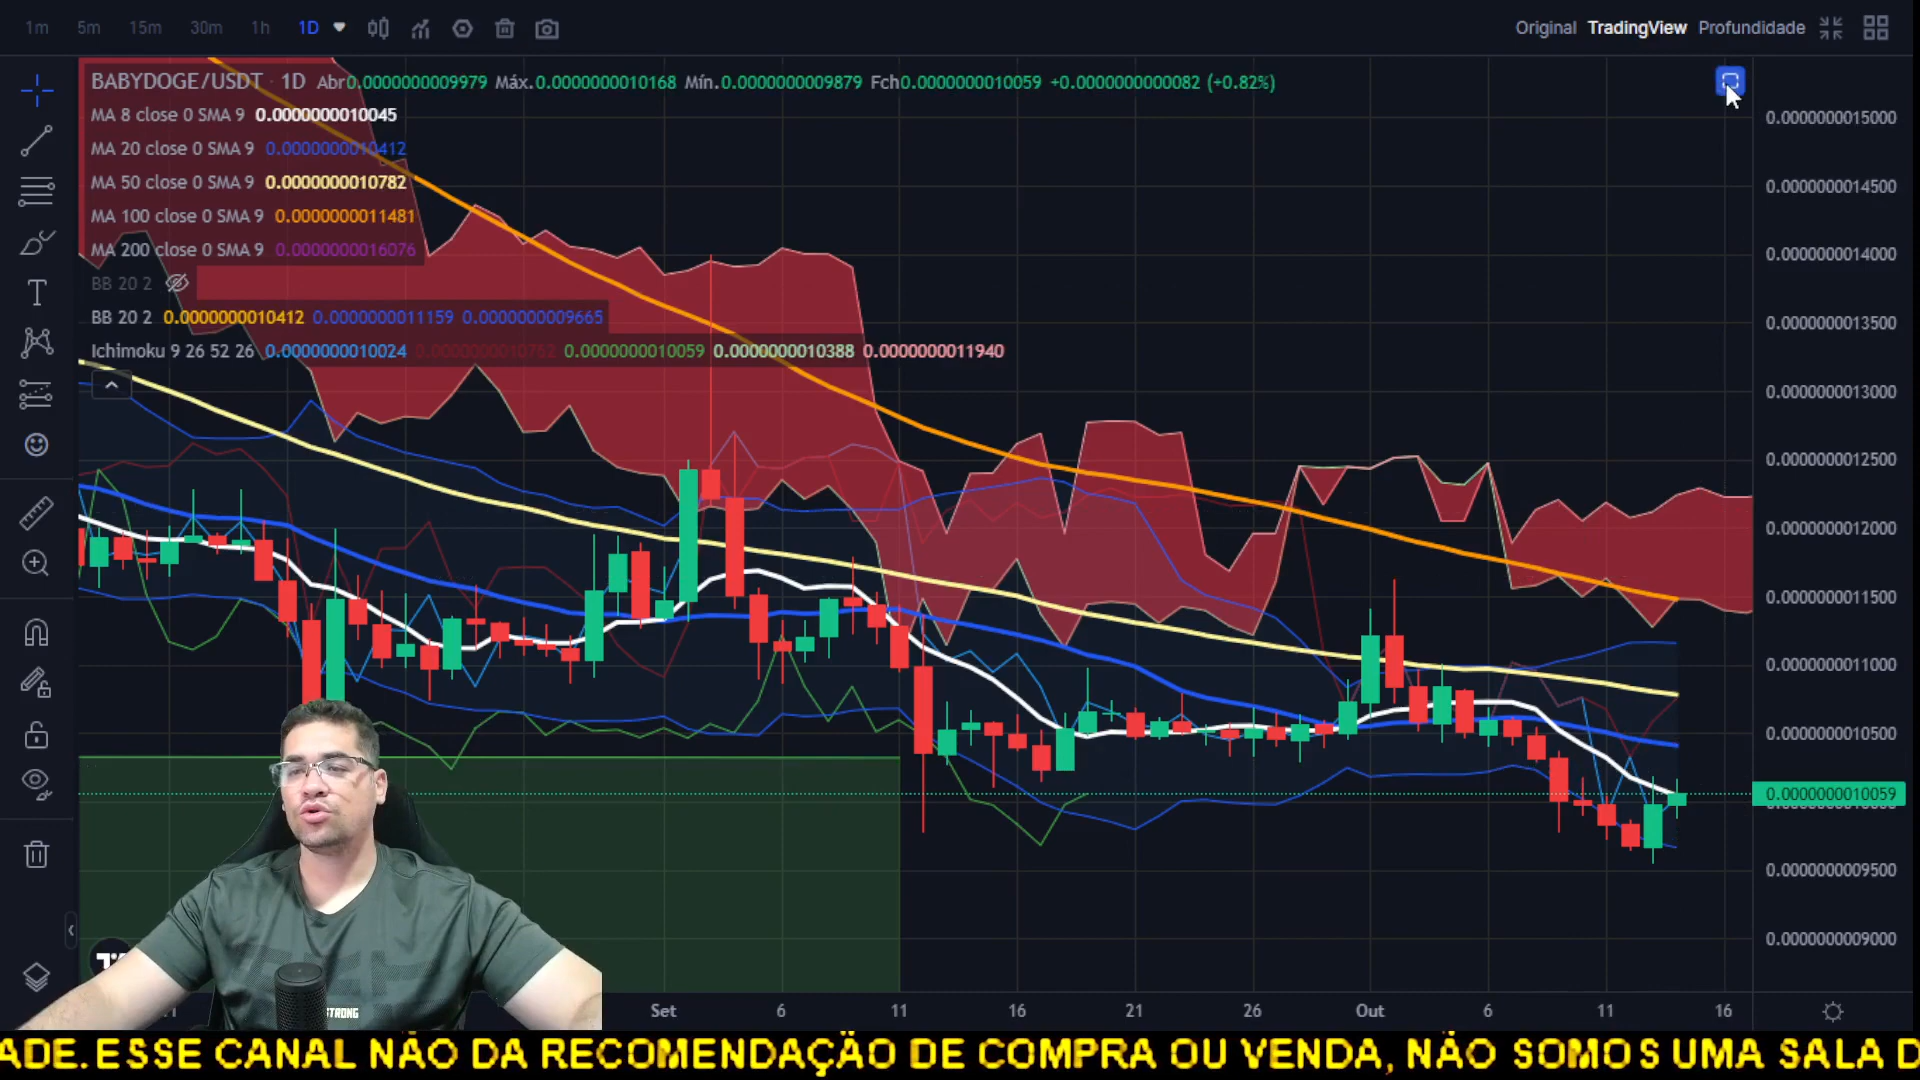 1m 5m 15m 30m 1h 1D Original TradingView Profundidade
BABYDOGE/USDT · 1D Abr0.0000000009979 Máx.0.0000000010168 Mín.0.0000000009879 Fch0.0000000010059 +0.0000000000082 (+0.82%)
MA 8 close 0 SMA 9 0.0000000010045
MA 20 close 0 SMA 9 0.0000000010412
MA 50 close 0 SMA 9 0.0000000010782
MA 100 close 0 SMA 9 0.0000000011481
MA 200 close 0 SMA 9 0.0000000016076
BB 20 2
BB 20 2 0.0000000010412 0.0000000011159 0.0000000009665
Ichimoku 9 26 52 26 0.0000000010024 0.0000000010762 0.0000000010059 0.0000000010388 0.0000000011940
0.0000000015000
0.0000000014500
0.0000000014000
0.0000000013500
0.0000000013000
0.0000000012500
0.0000000012000
0.0000000011500
0.0000000011000
0.0000000010500
0.0000000010059
0.0000000009500
0.0000000009000
STRONG
Set 6 11 16 21 26 Out 6 11 16
ADE. ESSE CANAL NÃO DA RECOMENDAÇÃO DE COMPRA OU VENDA, NÃO SOMOS UMA SALA D